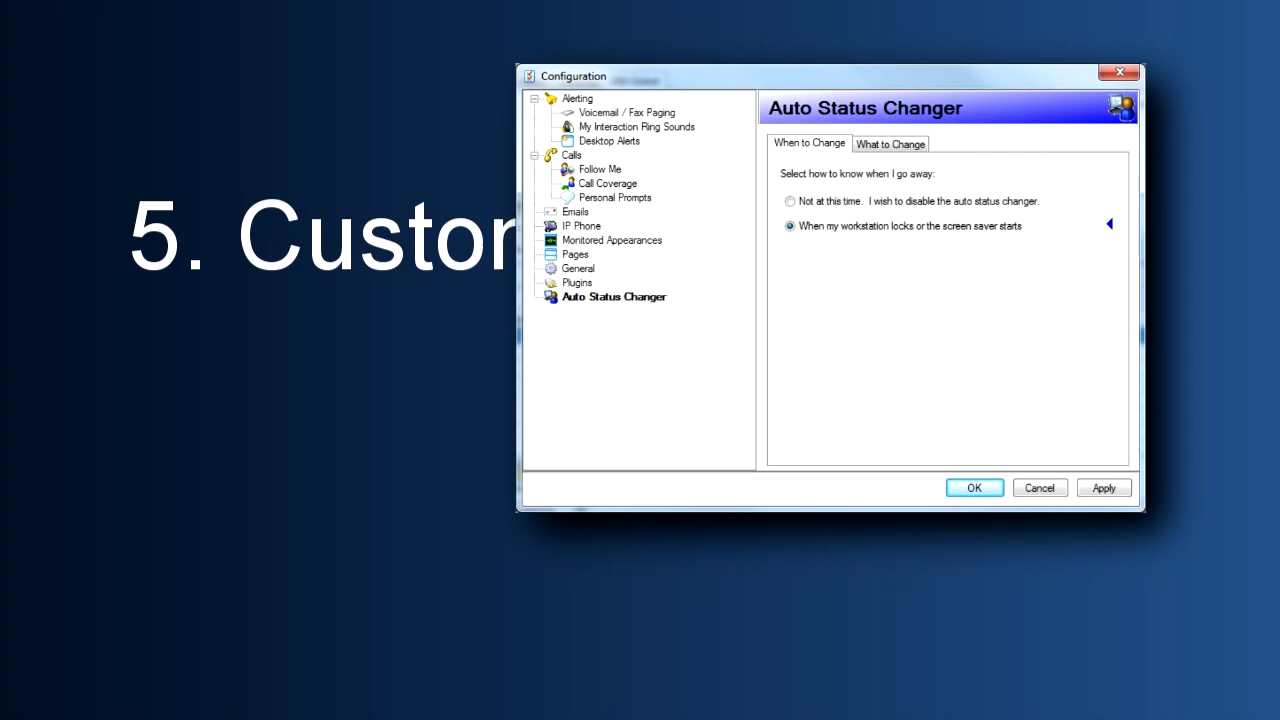 5. Custo
Configuration
Alerting
Voicemail / Fax Paging
My Interaction Ring Sounds
Desktop Alerts
Calls
Follow Me
Call Coverage
Personal Prompts
Emails
IP Phone
Monitored Appearances
Pages
General
Plugins
Auto Status Changer
Auto Status Changer
When to Change
What to Change
Select how to know when I go away:
Not at this time. I wish to disable the auto status changer.
When my workstation locks or the screen saver starts
OK
Cancel
Apply